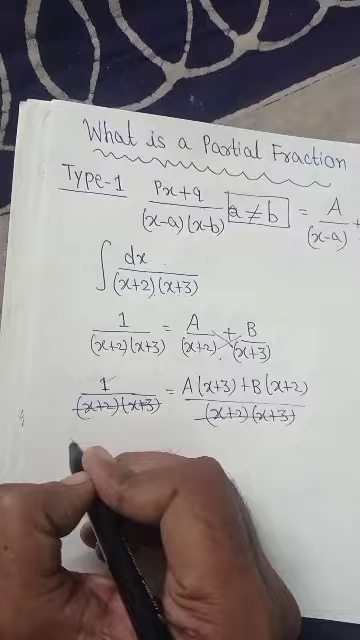 What is a Partial Fraction
Type-1 Px+q/(x-a)(x-b) a≠b = A/(x-a) +
∫ dx/(x+2)(x+3)
1/(x+2)(x+3) = A/(x+2) + B/(x+3)
1/(x+2)(x+3) = A(x+3)+B(x+2)/(x+2)(x+3)